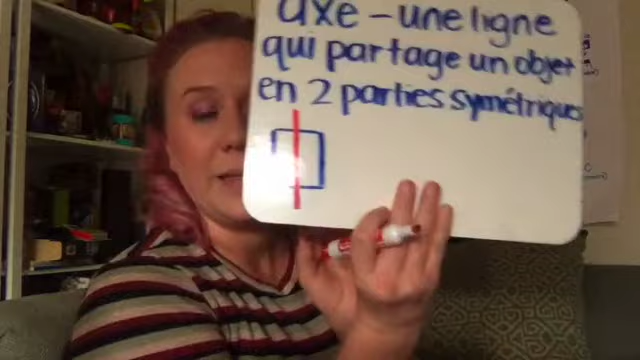 axe - une ligne
qui partage un objet
en 2 parties symétriques